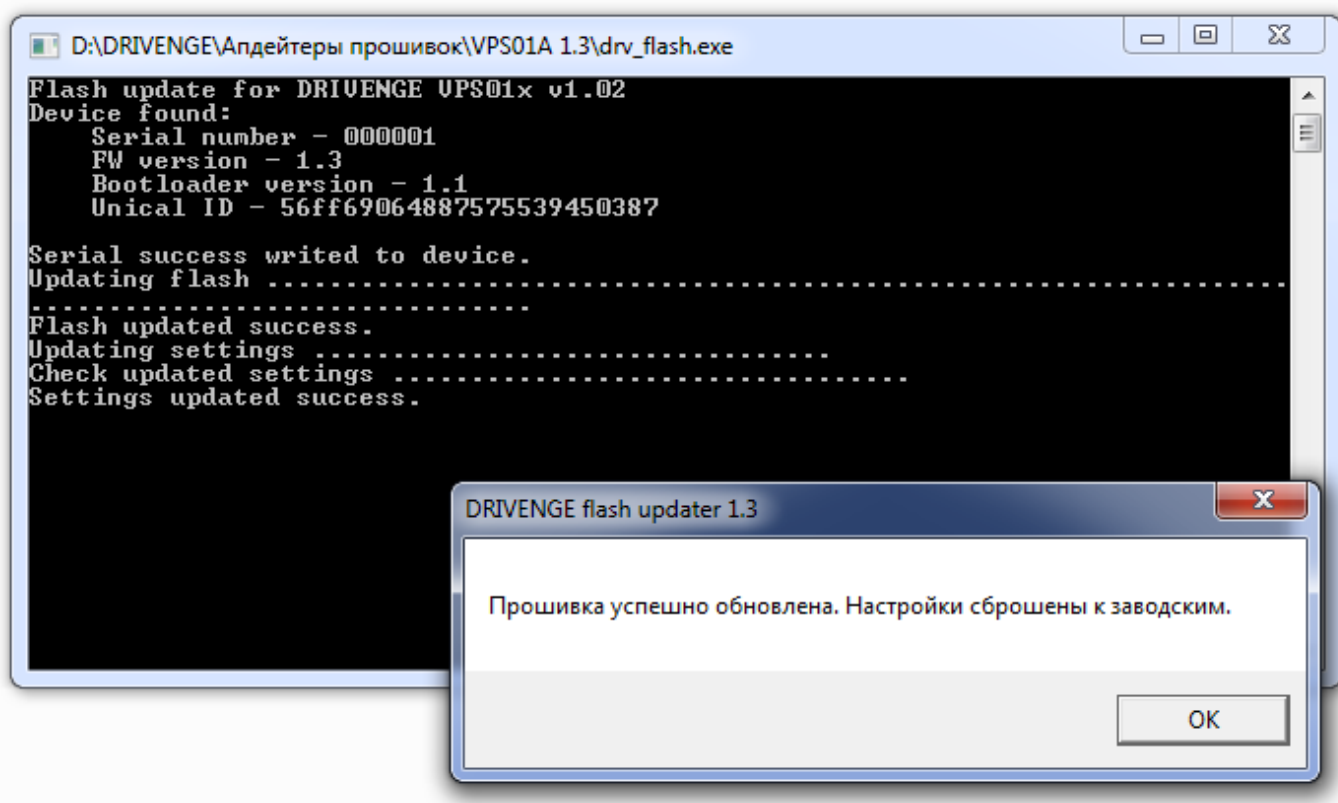 D:\DRIVENGE\Апдейтеры прошивок\VPS01A 1.3\drv_flash.exe
Flash update for DRIVENGE VPS01x v1.02
Device found:
Serial number - 000001
FW version - 1.3
Bootloader version - 1.1
Unical ID - 56ff69064887575539450387
Serial success writed to device.
Updating flash .................................................................
................................
Flash updated success.
Updating settings .................................
Check updated settings .................................
Settings updated success.
DRIVENGE flash updater 1.3
Прошивка успешно обновлена. Настройки сброшены к заводским.
OK